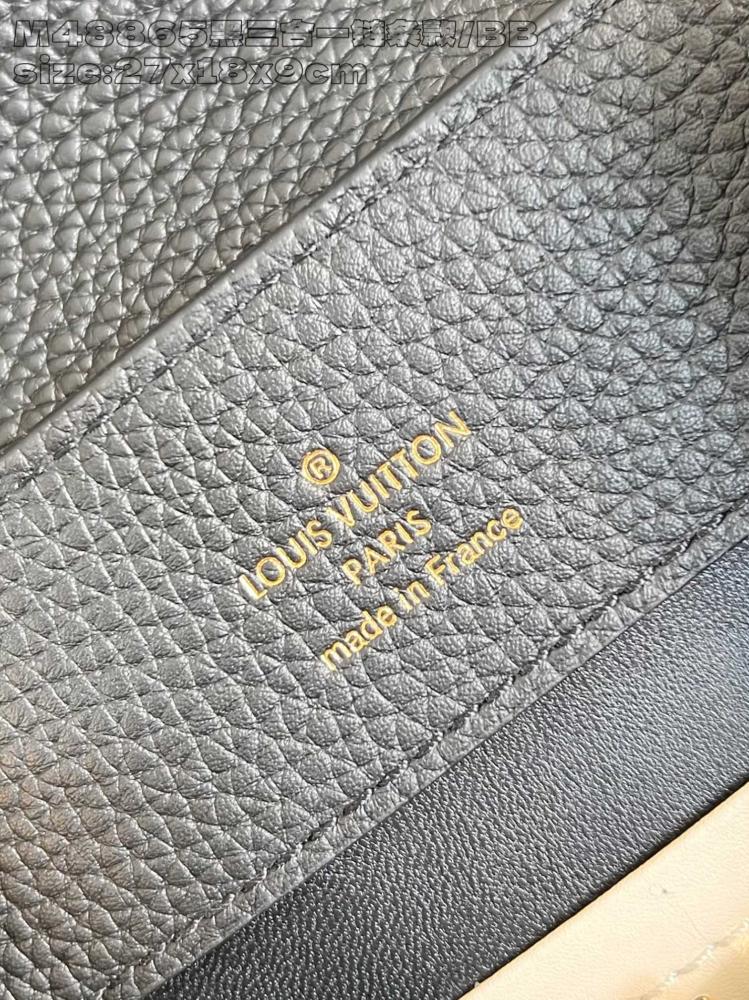 M48865黑三合一链条款/BB
size:27x18x9cm
®
LOUIS VUITTON
PARIS
made in France